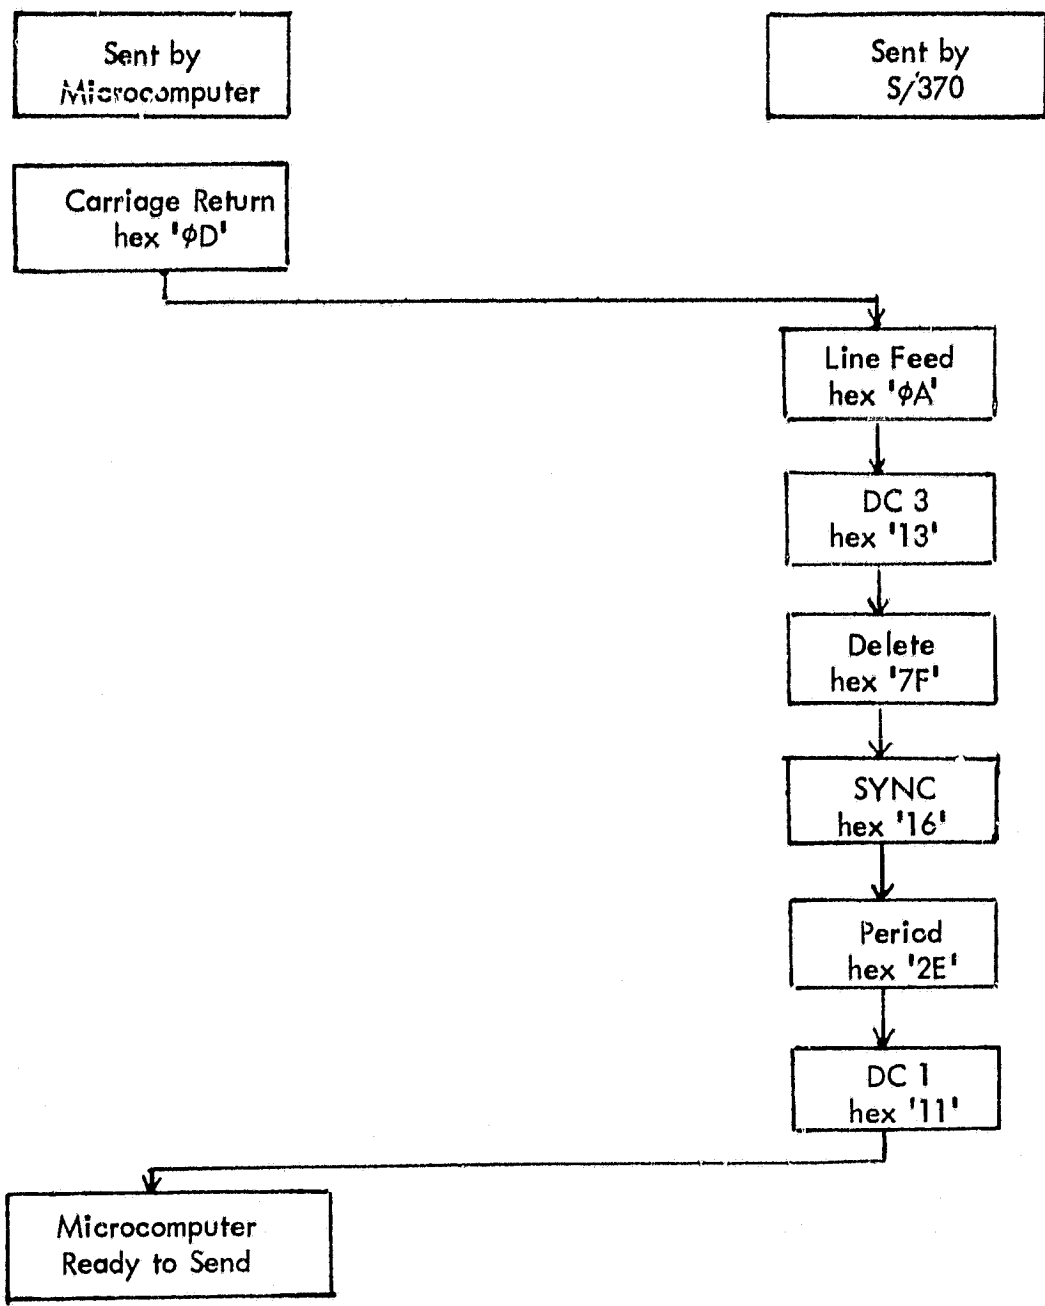 Sent by
Microcomputer
Sent by
S/370
Carriage Return
hex 'φD'
Line Feed
hex 'φA'
DC 3
hex '13'
Delete
hex '7F'
SYNC
hex '16'
Period
hex '2E'
DC 1
hex '11'
Microcomputer
Ready to Send